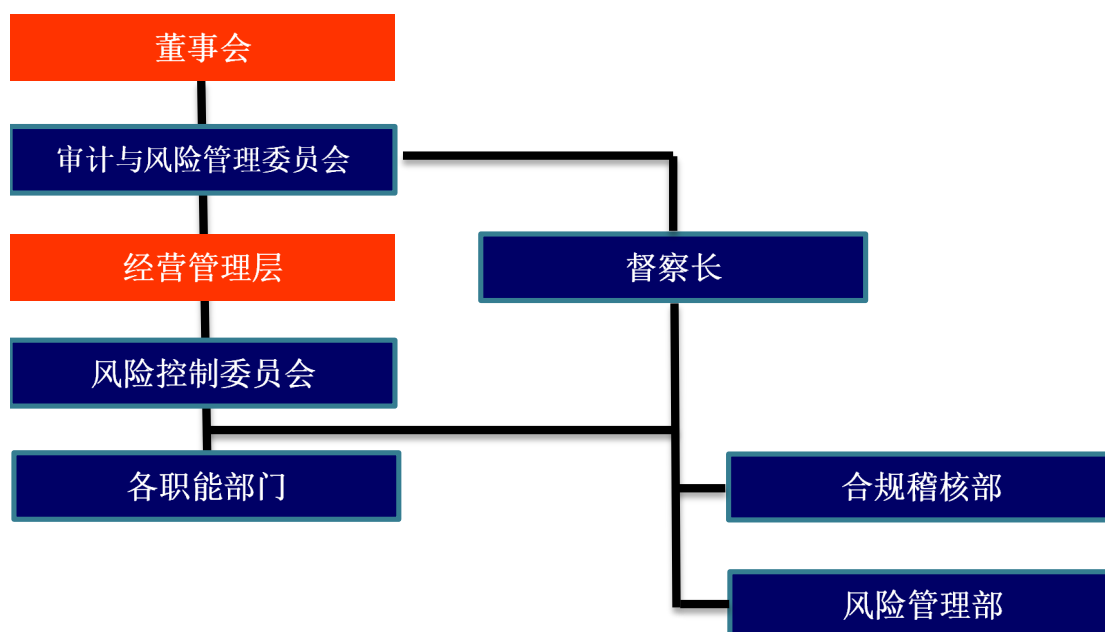 董事会
审计与风险管理委员会
经营管理层
督察长
风险控制委员会
各职能部门
合规稽核部
风险管理部